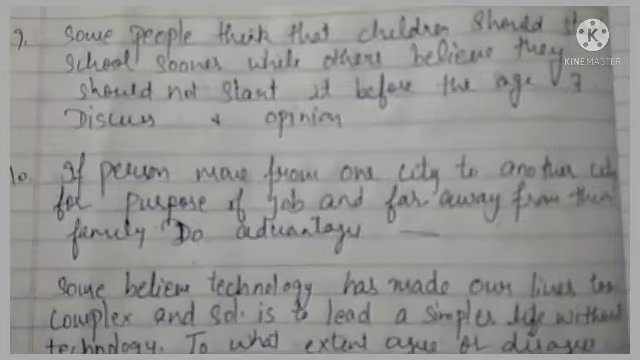 9. Some people think that children should
school sooner while others believe they
should not start it before the age 7.
Discuss + opinion
10. If person move from one city to another city
for purpose of job and far away from their
family Do advantages —
Some believe technology has made our lives too
complex and sol. is to lead a simpler life without
technology. To what extent agree or disagree
K
KINEMASTER